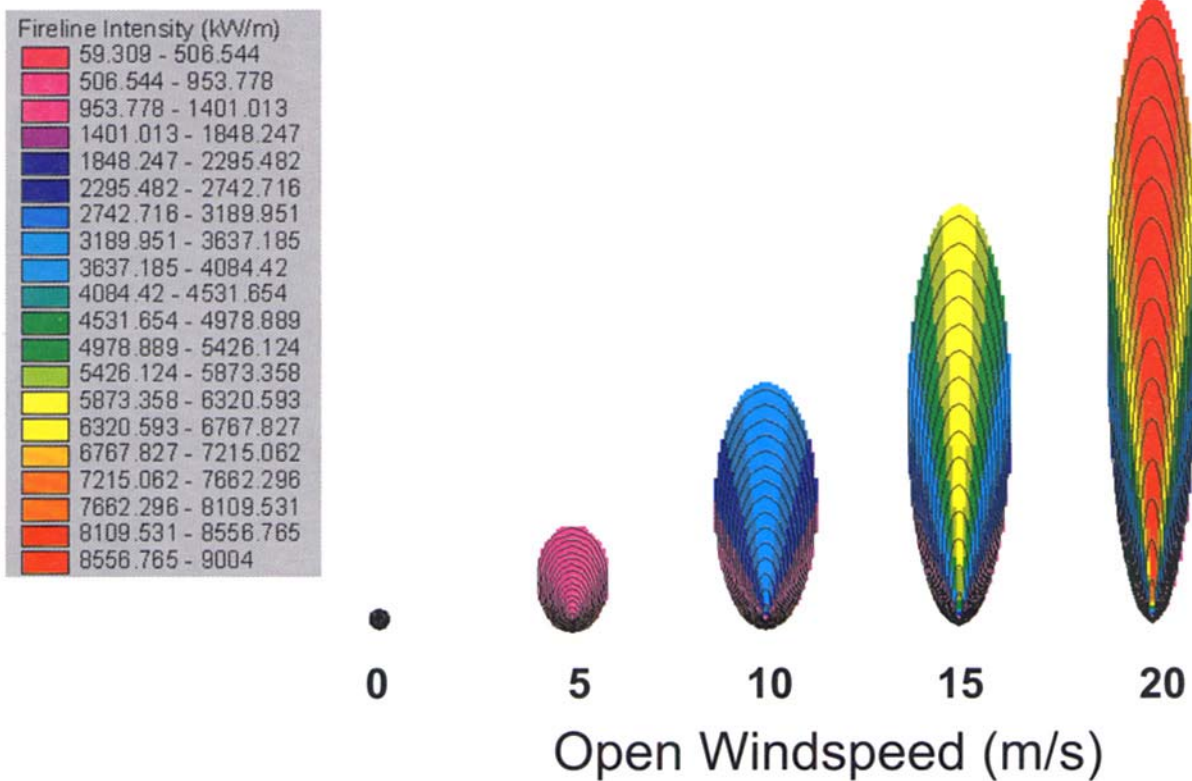 Fireline Intensity (kW/m)
59.309 - 506.544
506.544 - 953.778
953.778 - 1401.013
1401.013 - 1848.247
1848.247 - 2295.482
2295.482 - 2742.716
2742.716 - 3189.951
3189.951 - 3637.185
3637.185 - 4084.42
4084.42 - 4531.654
4531.654 - 4978.889
4978.889 - 5426.124
5426.124 - 5873.358
5873.358 - 6320.593
6320.593 - 6767.827
6767.827 - 7215.062
7215.062 - 7662.296
7662.296 - 8109.531
8109.531 - 8556.765
8556.765 - 9004
0 5 10 15 20
Open Windspeed (m/s)